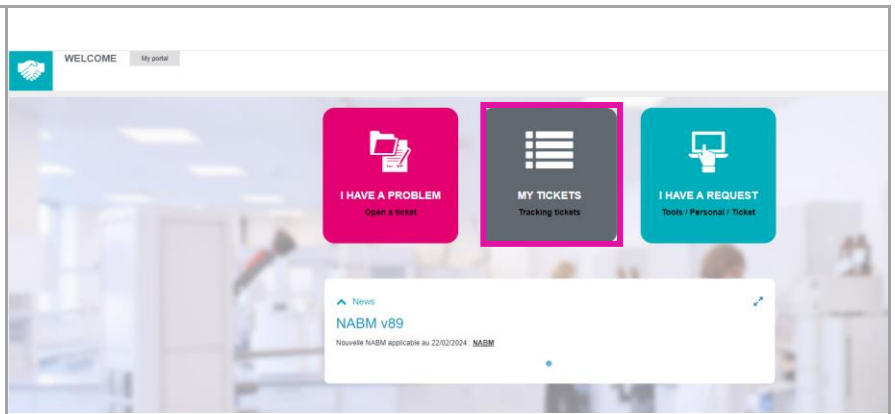 WELCOME
My portal
I HAVE A PROBLEM
Open a ticket
MY TICKETS
Tracking tickets
I HAVE A REQUEST
Tools / Personal / Ticket
News
NABM v89
Nouvelle NABM applicable au 22/02/2024 : NABM